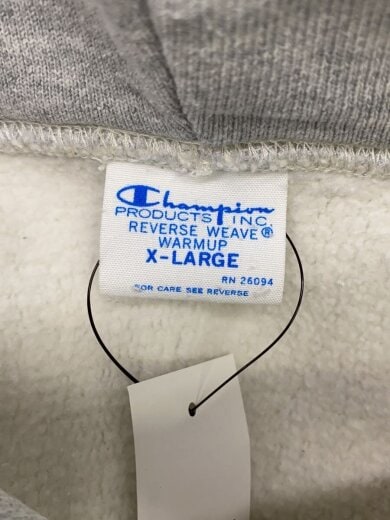 Champion
PRODUCTS INC.
REVERSE WEAVE®
WARMUP
X-LARGE
RN 26094
FOR CARE SEE REVERSE